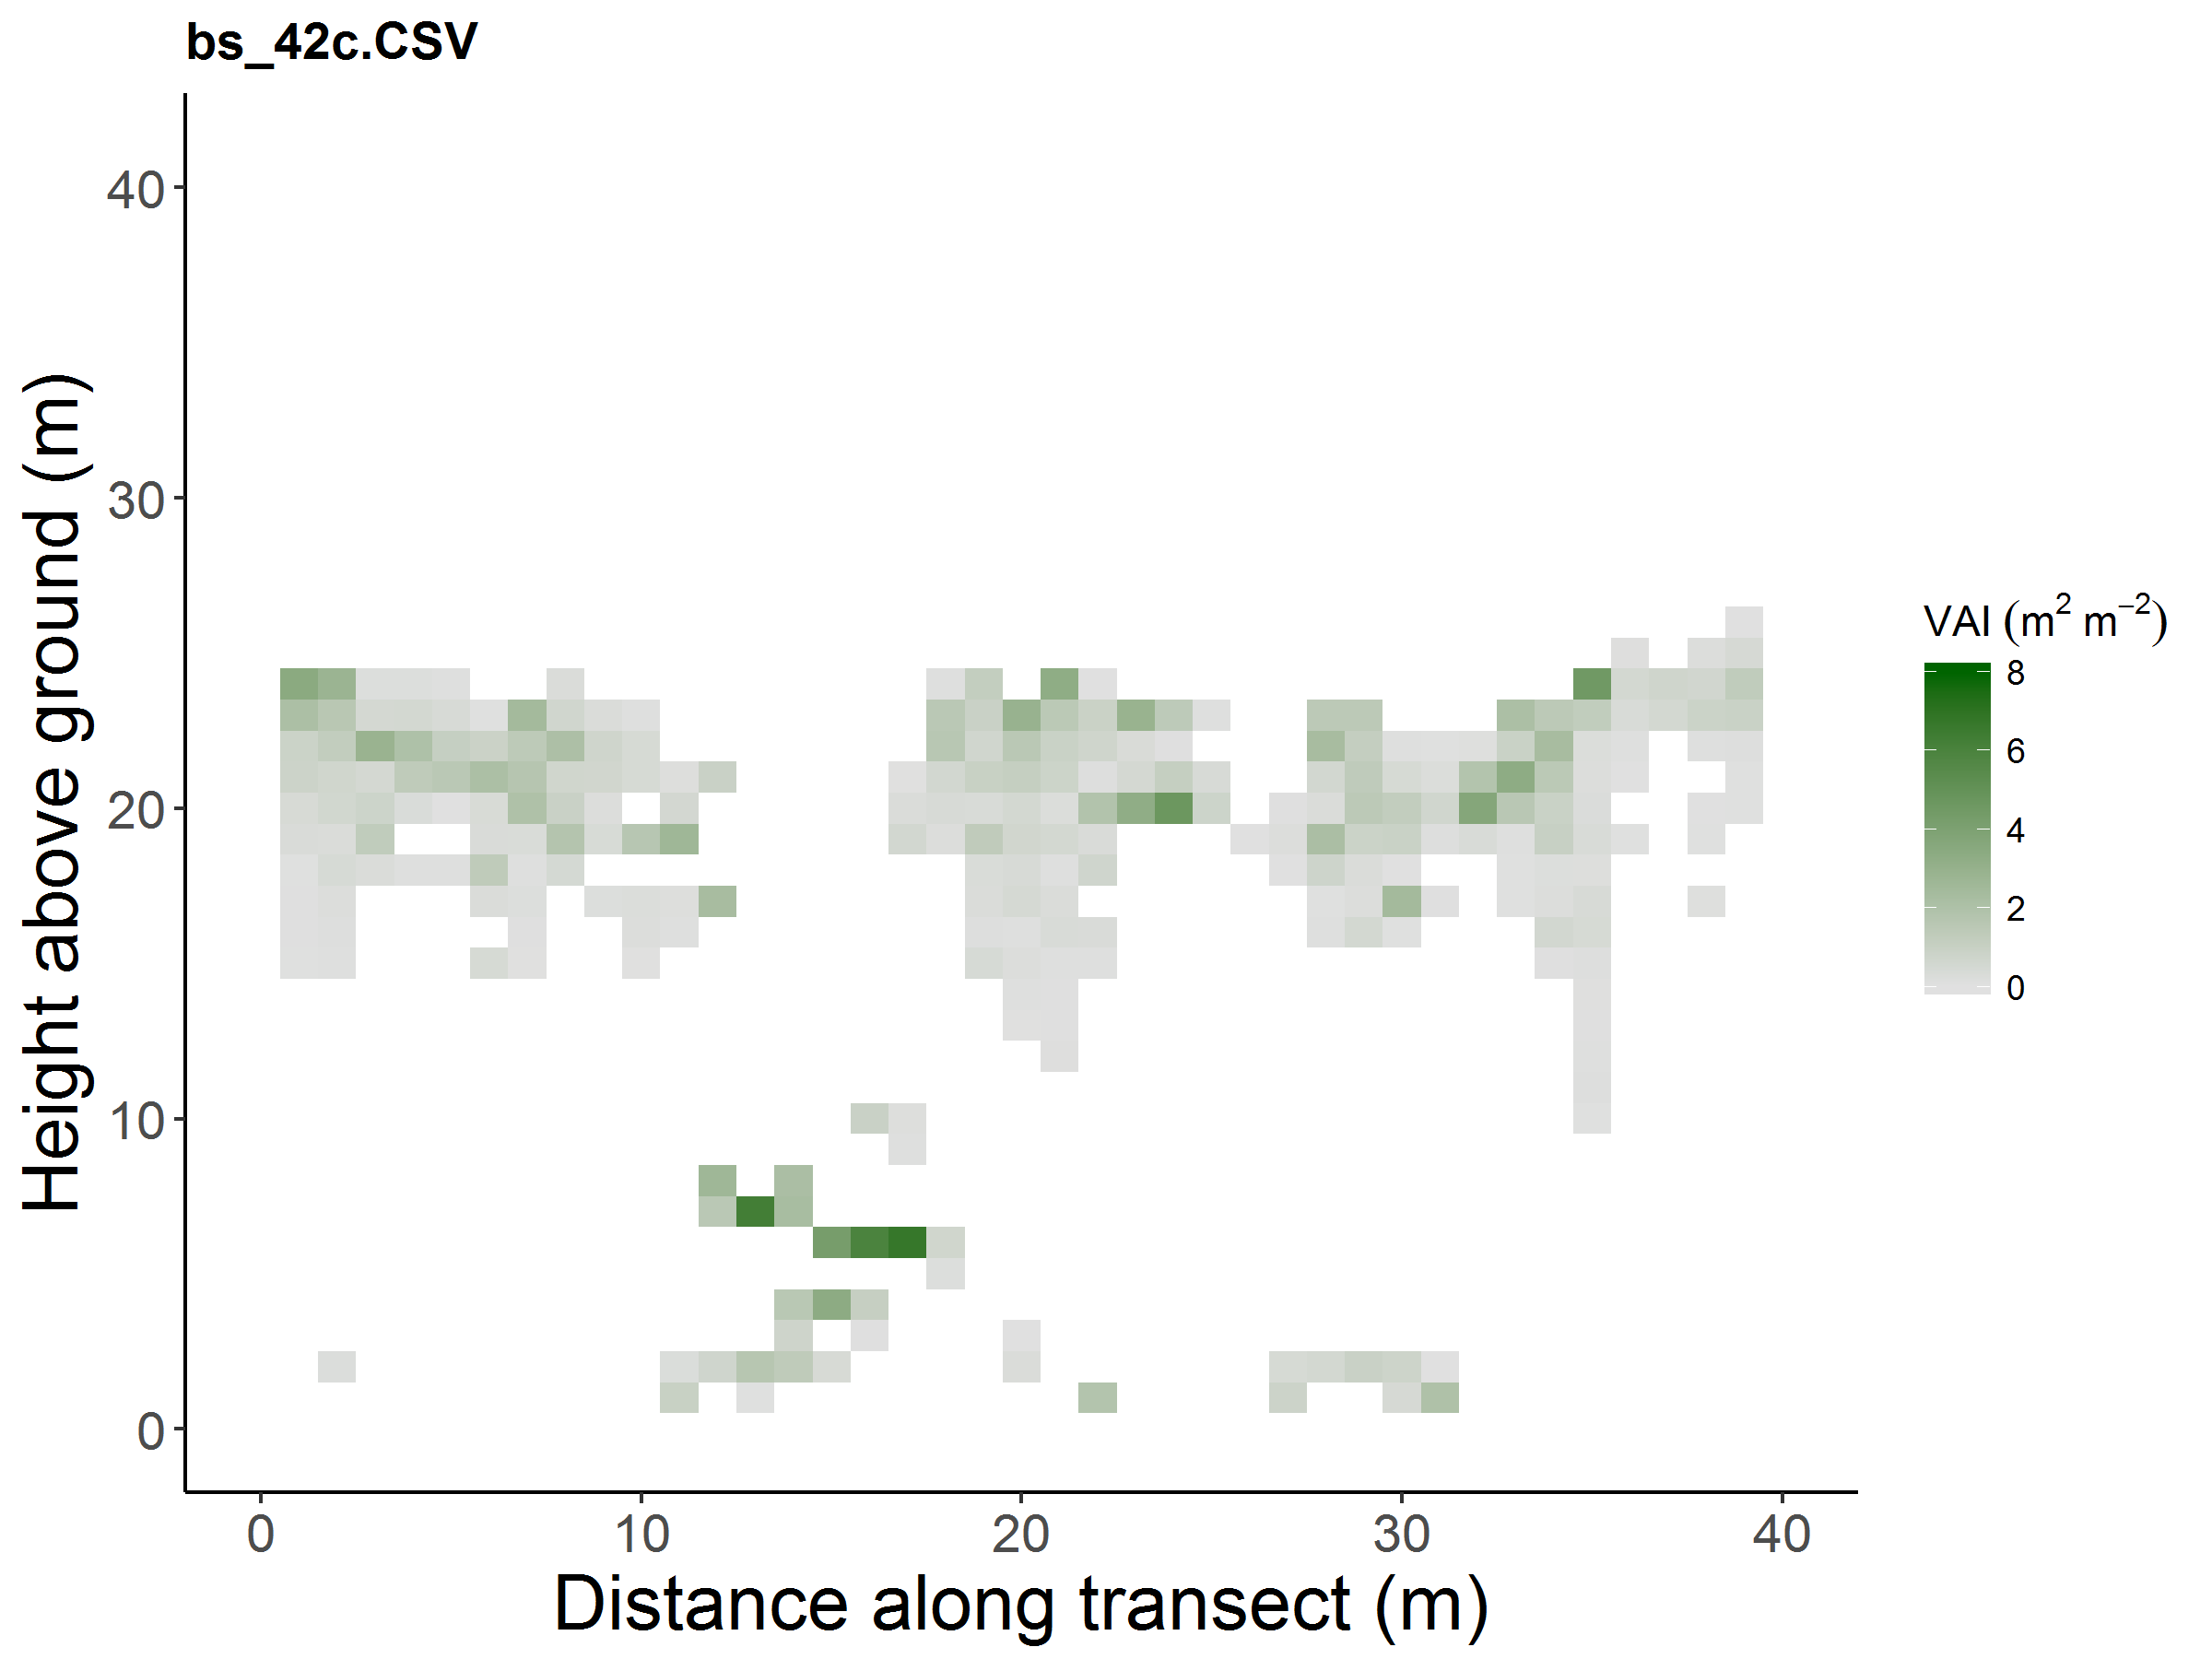 bs_42c.CSV
Height above ground (m)
40
30
20
10
0
0 10 20 30 40
Distance along transect (m)
VAI (m² m⁻²)
8
6
4
2
0